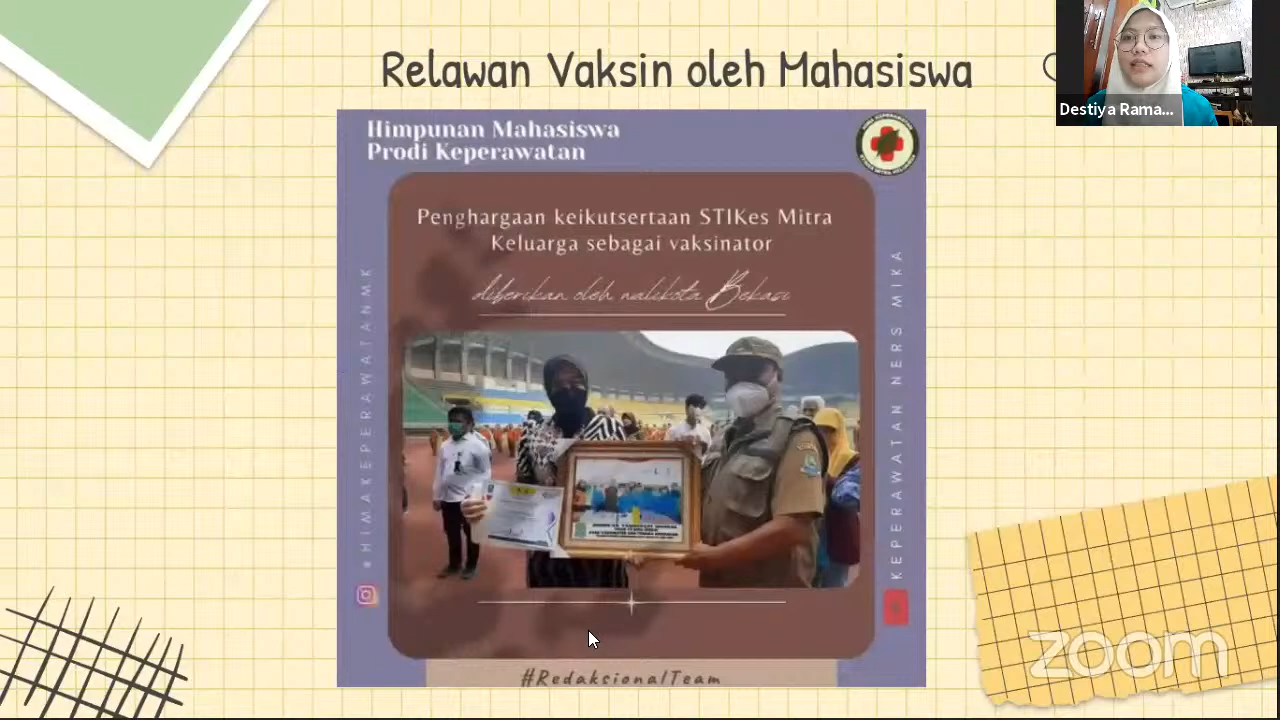 Relawan Vaksin oleh Mahasiswa
Destiya Rama...
Himpunan Mahasiswa
Prodi Keperawatan
Penghargaan keikutsertaan STIKes Mitra
Keluarga sebagai vaksinator
diberikan oleh walikota Bekasi
@HIMAKEPERAWATANMK
KEPERAWATAN NERS MIKA
#RedaksionalTeam
zoom